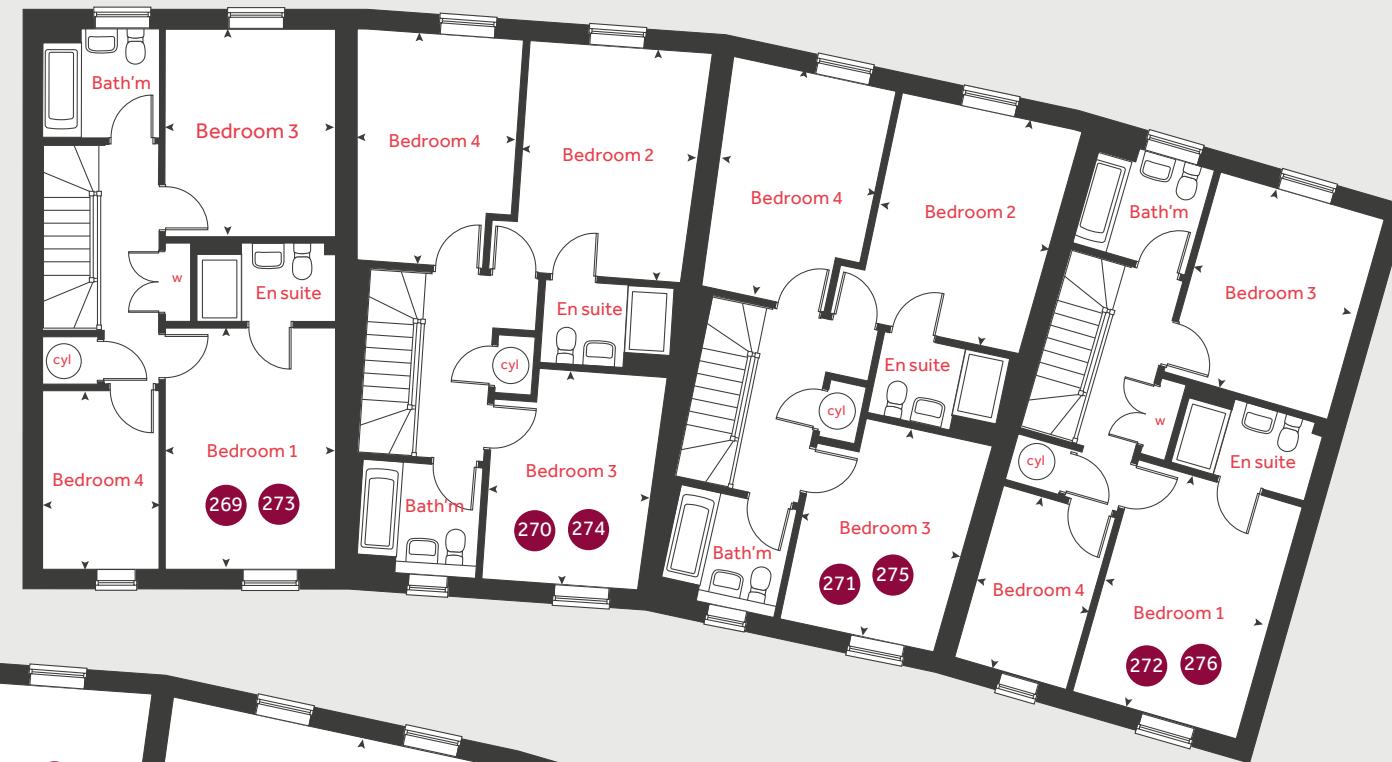 Bath'm
Bedroom 3
w
En suite
cyl
Bedroom 4
Bedroom 1
269
273
Bedroom 4
Bedroom 2
En suite
cyl
Bath'm
Bedroom 3
270
274
Bedroom 4
Bedroom 2
En suite
cyl
Bath'm
Bedroom 3
271
275
Bath'm
Bedroom 3
w
En suite
cyl
Bedroom 4
Bedroom 1
272
276